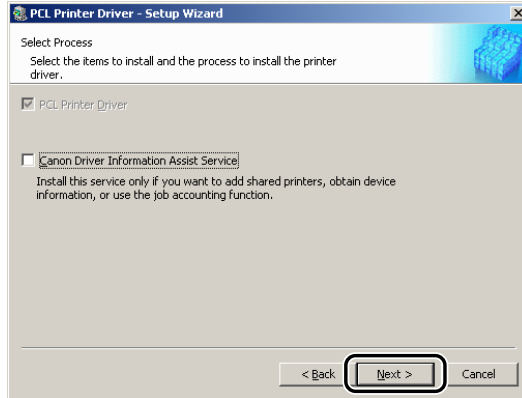 PCL Printer Driver - Setup Wizard
Select Process
Select the items to install and the process to install the printer
driver.
PCL Printer Driver
Canon Driver Information Assist Service
Install this service only if you want to add shared printers, obtain device
information, or use the job accounting function.
< Back Next > Cancel